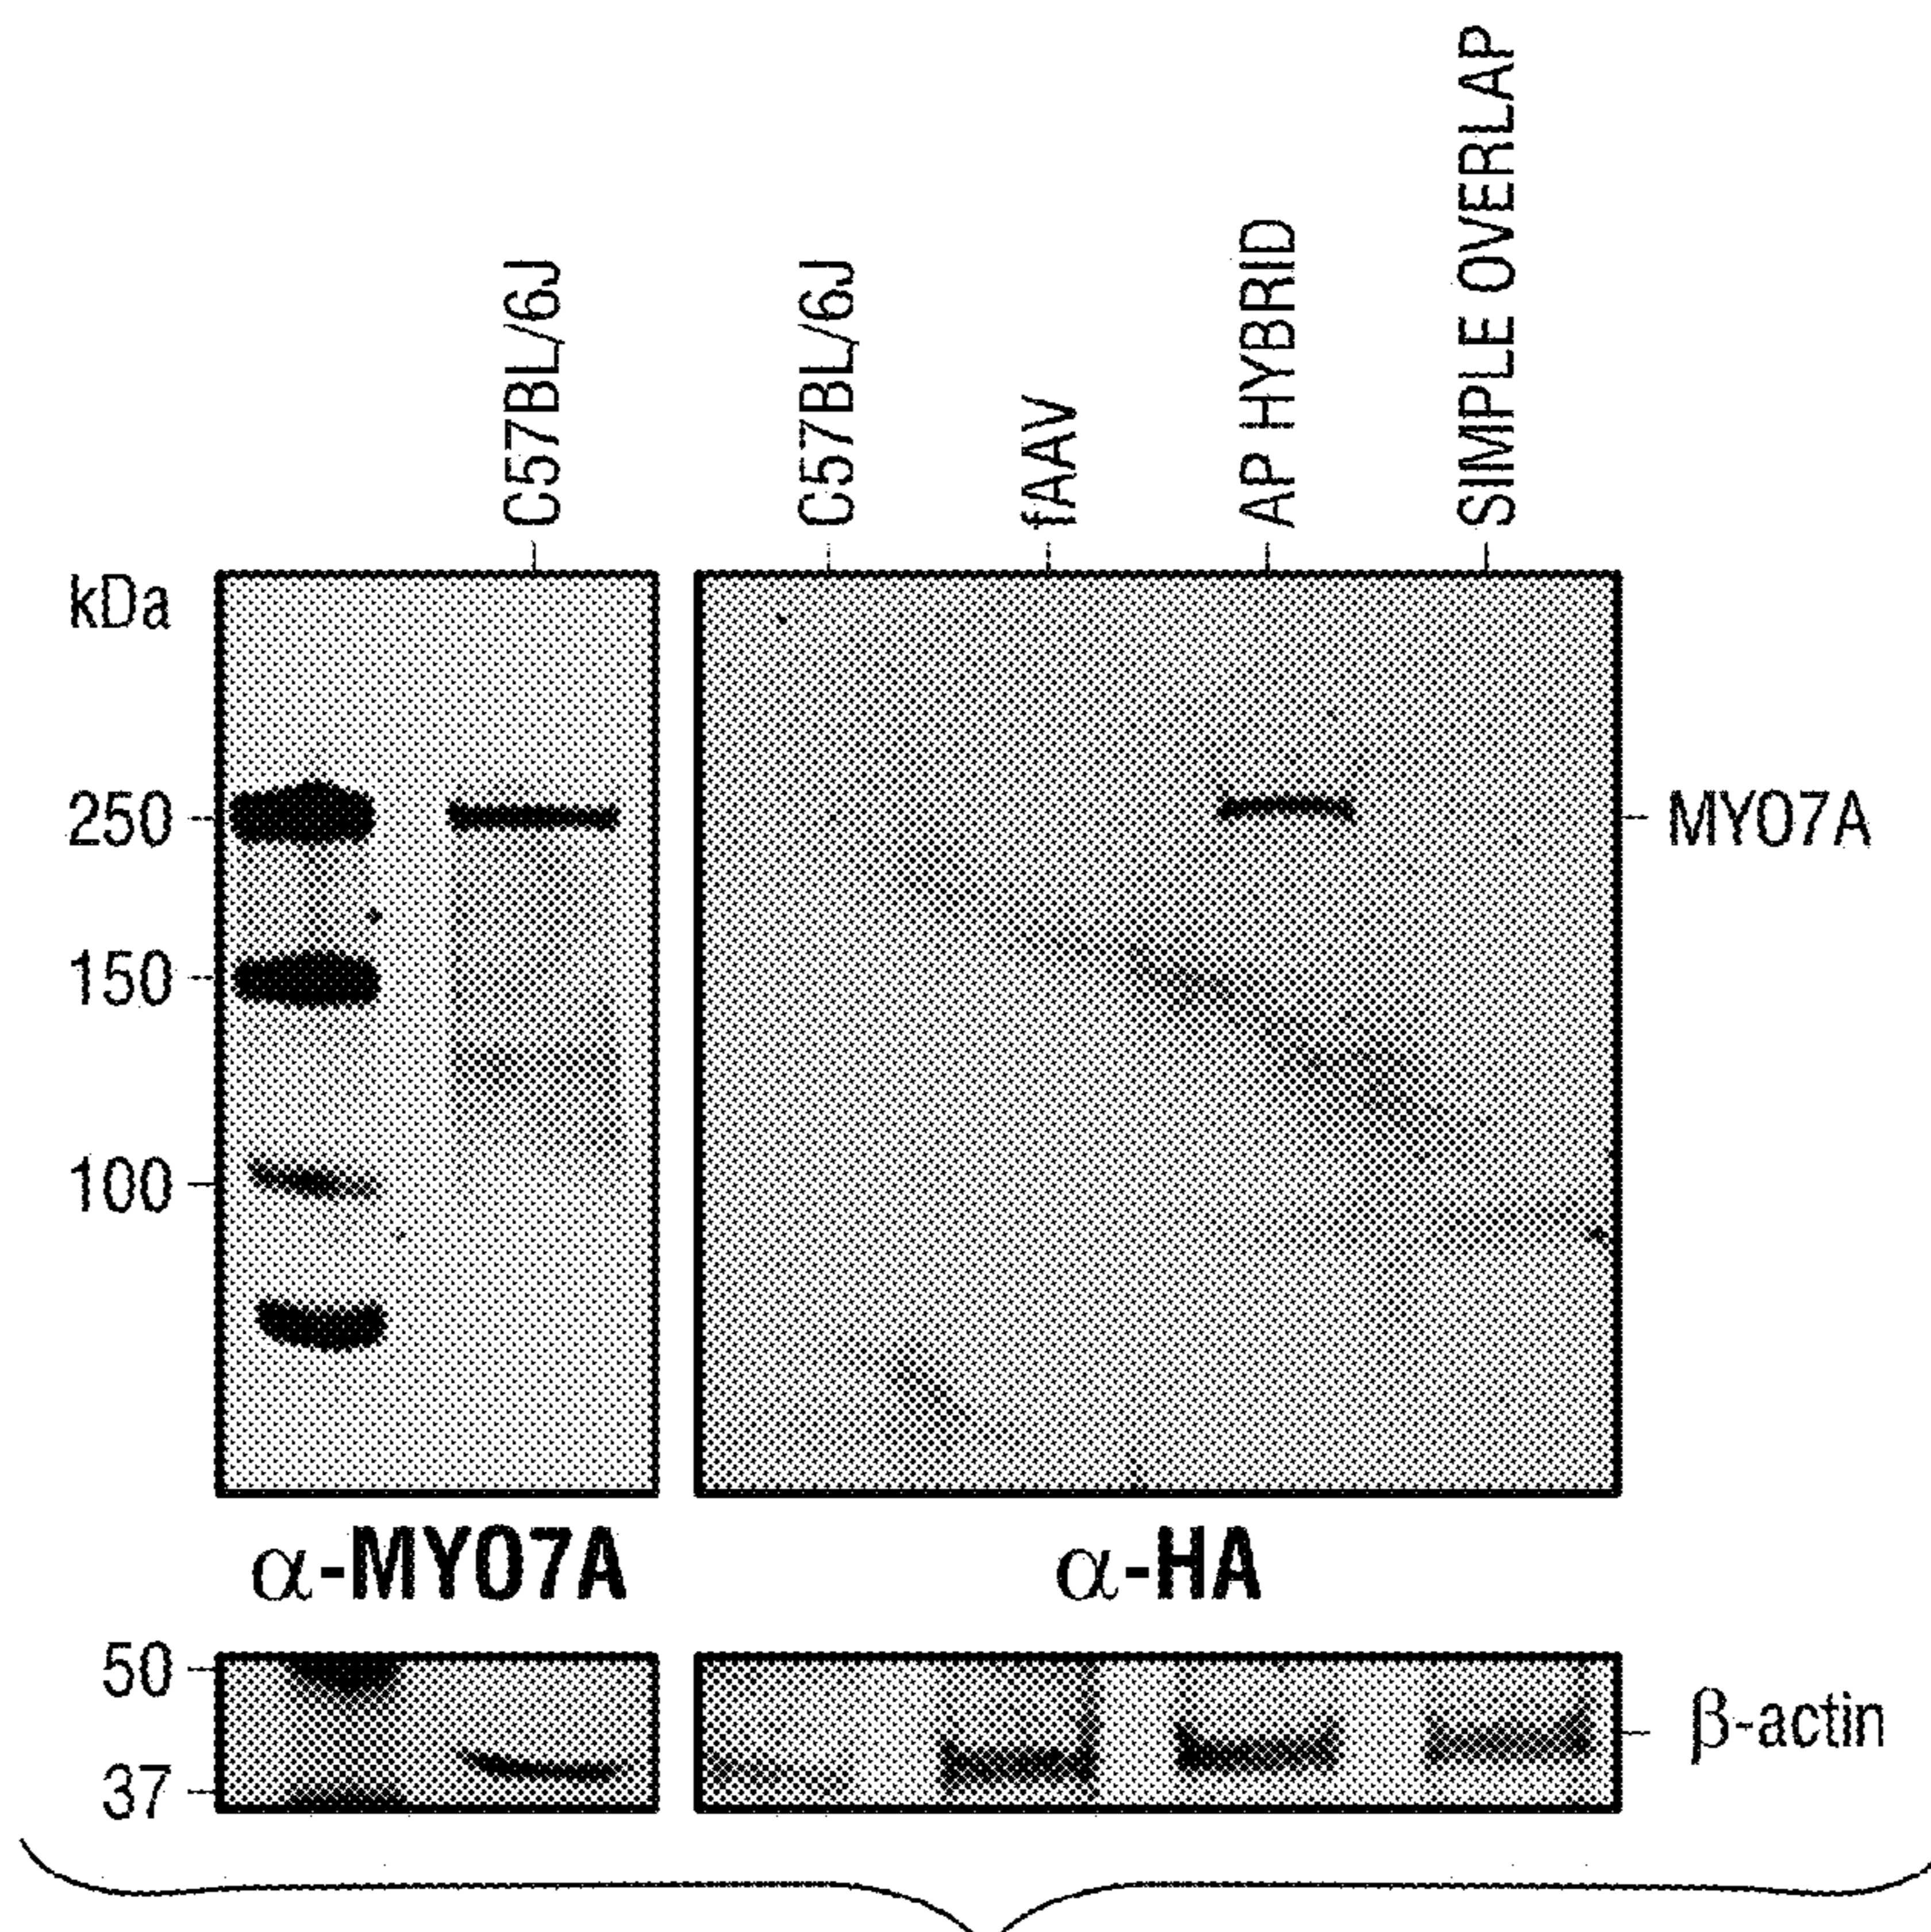 C57BL/6J
C57BL/6J
fAAV
AP HYBRID
SIMPLE OVERLAP
kDa
250
MYO7A
150
100
α-MYO7A
α-HA
50
β-actin
37